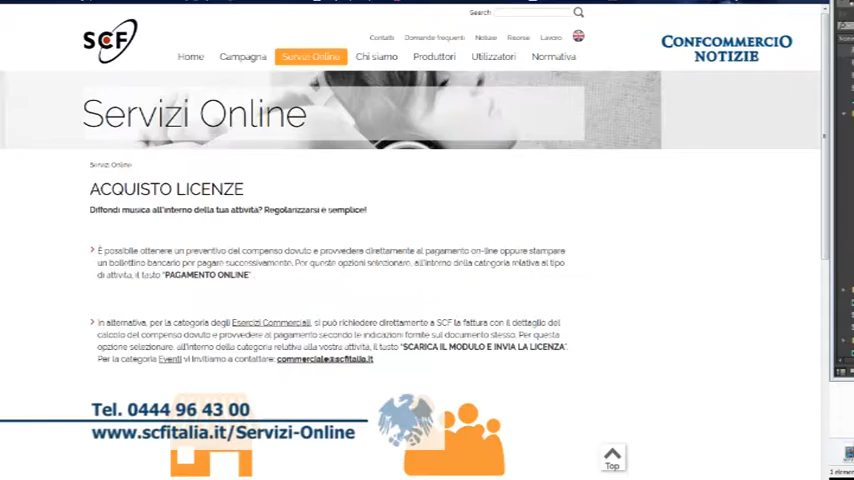 Search
SCF
Contatti Domande frequenti Notizie Risorse Lavoro
CONFCOMMERCIO
NOTIZIE
Home Campagna Servizi Online Chi siamo Produttori Utilizzatori Normativa
Servizi Online
Servizi Online
ACQUISTO LICENZE
Diffondi musica all'interno della tua attività? Regolarizzarsi è semplice!
È possibile ottenere un preventivo del compenso dovuto e provvedere direttamente al pagamento on-line oppure stampare
un bollettino bancario per pagare successivamente. Per queste opzioni selezionare, all'interno della categoria relativa al tipo
di attività, il tasto "PAGAMENTO ONLINE" .
In alternativa, per la categoria degli Esercizi Commerciali, si può richiedere direttamente a SCF la fattura con il dettaglio del
calcolo del compenso dovuto e provvedere al pagamento secondo le indicazioni fornite sul documento stesso. Per questa
opzione selezionare, all'interno della categoria relativa alla vostra attività, il tasto "SCARICA IL MODULO E INVIA LA LICENZA".
Per la categoria Eventi vi invitiamo a contattare: commerciale@scfitalia.it
Tel. 0444 96 43 00
www.scfitalia.it/Servizi-Online
Top